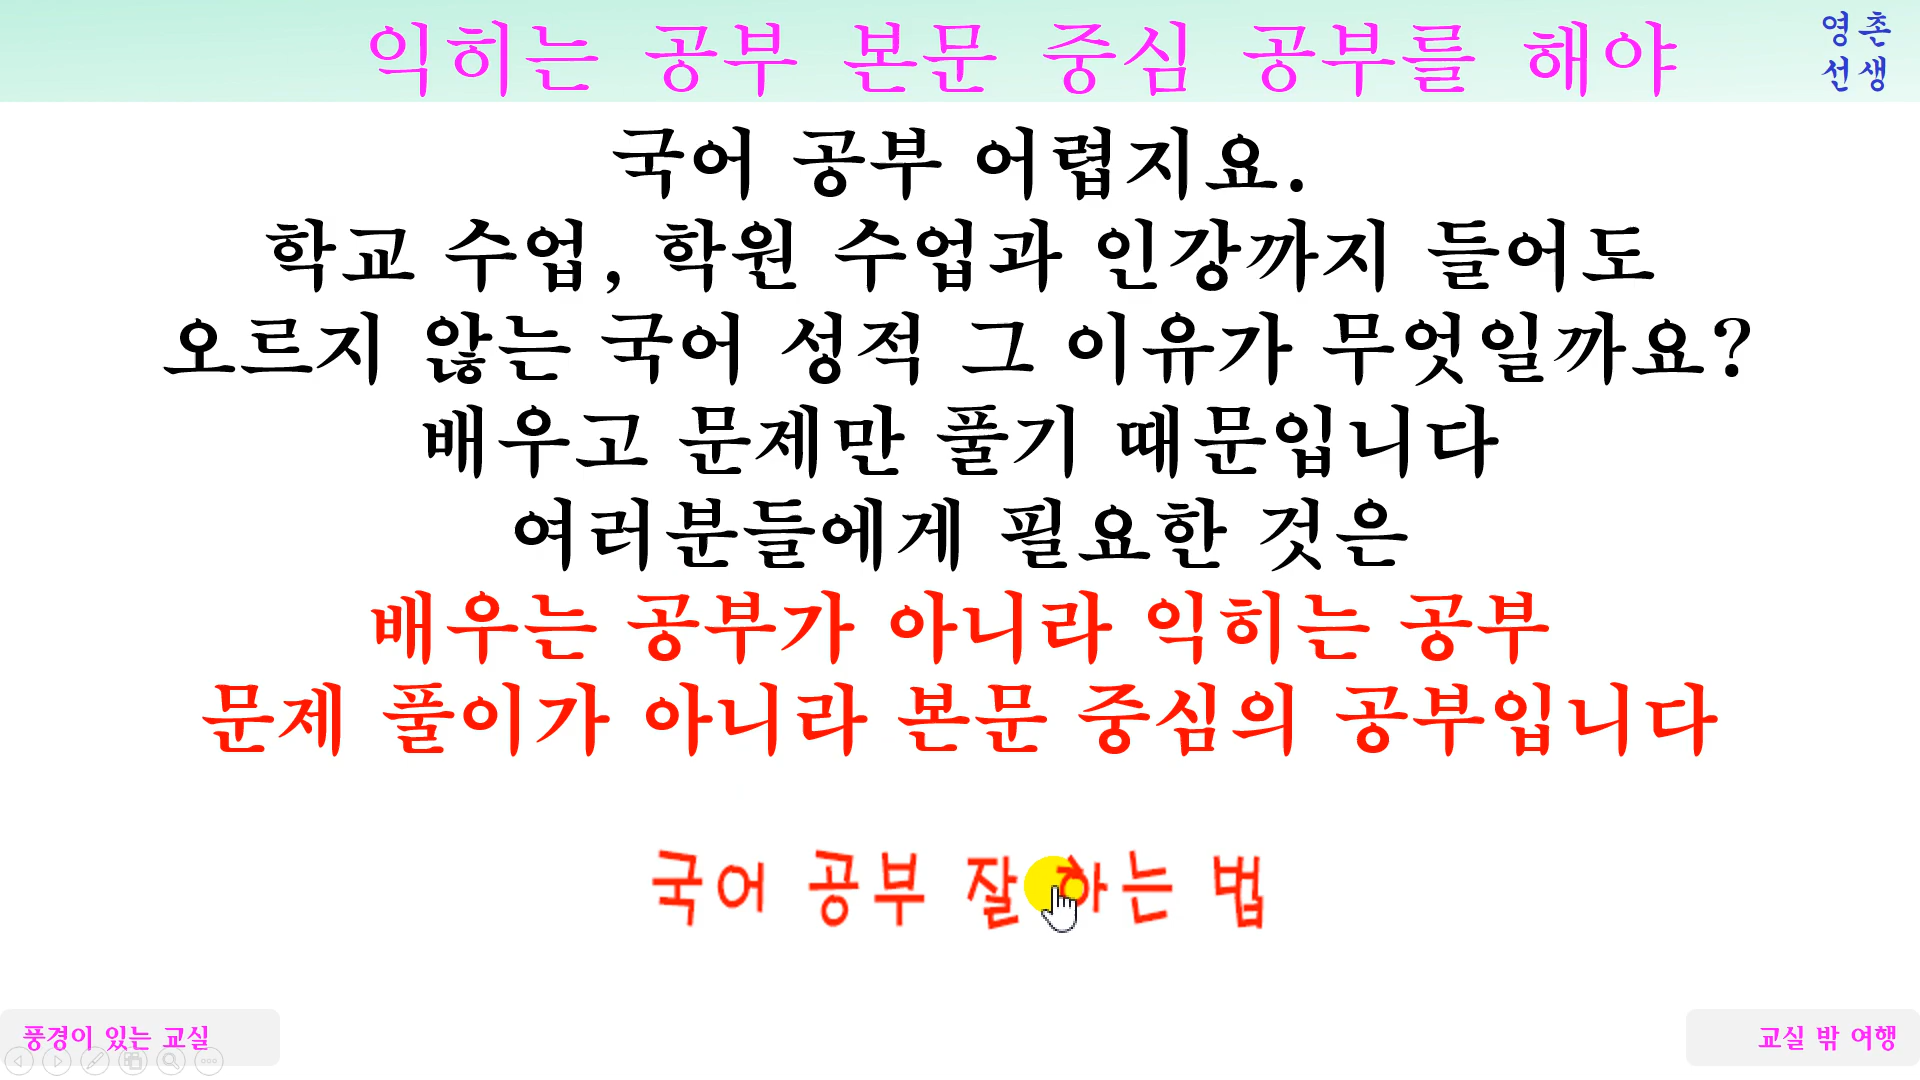 익히는 공부 본문 중심 공부를 해야
영촌
선생
국어 공부 어렵지요.
학교 수업, 학원 수업과 인강까지 들어도
오르지 않는 국어 성적 그 이유가 무엇일까요?
배우고 문제만 풀기 때문입니다
여러분들에게 필요한 것은
배우는 공부가 아니라 익히는 공부
문제 풀이가 아니라 본문 중심의 공부입니다
국어 공부 잘 하는 법
풍경이 있는 교실
교실 밖 여행